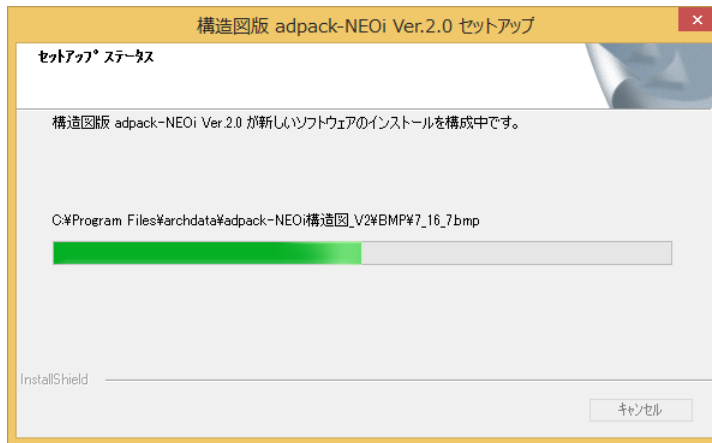 構造図版 adpack-NEOi Ver.2.0 セットアップ
セットアップ ステータス
構造図版 adpack-NEOi Ver.2.0 が新しいソフトウェアのインストールを構成中です。
C:¥Program Files¥archdata¥adpack-NEOi構造図_V2¥BMP¥7_16_7.bmp
InstallShield
キャンセル